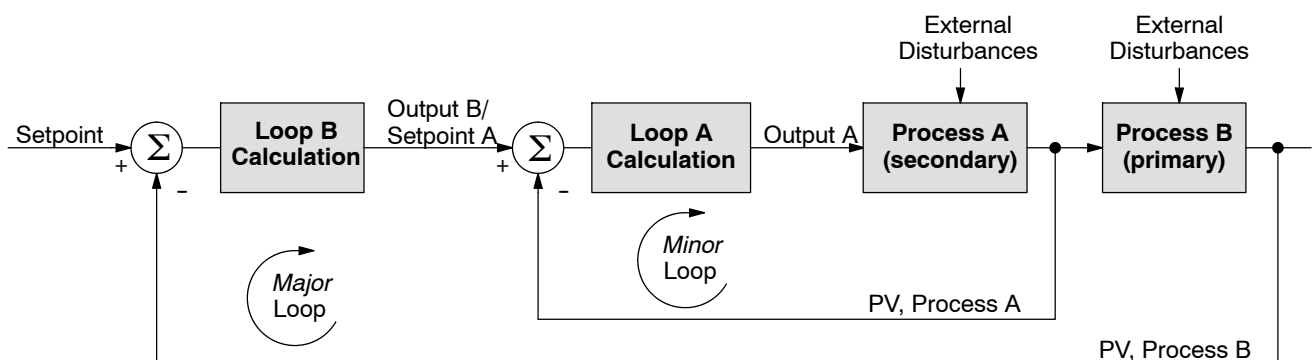 External
Disturbances
External
Disturbances
Setpoint
+
Σ
-
Loop B
Calculation
Output B/
Setpoint A
+
Σ
-
Loop A
Calculation
Output A
Process A
(secondary)
Process B
(primary)
Major
Loop
Minor
Loop
PV, Process A
PV, Process B